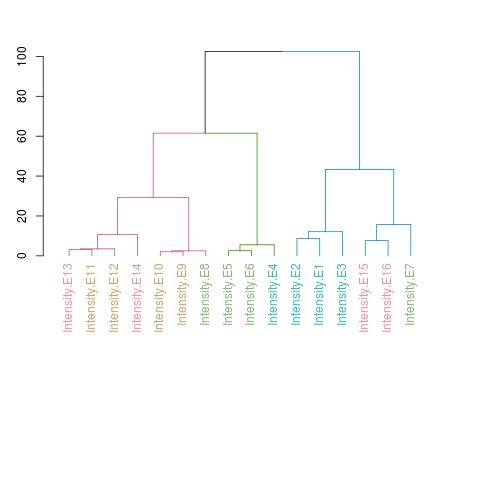 100
80
60
40
20
0
Intensity.E13
Intensity.E11
Intensity.E12
Intensity.E14
Intensity.E10
Intensity.E9
Intensity.E8
Intensity.E5
Intensity.E6
Intensity.E4
Intensity.E2
Intensity.E1
Intensity.E3
Intensity.E15
Intensity.E16
Intensity.E7